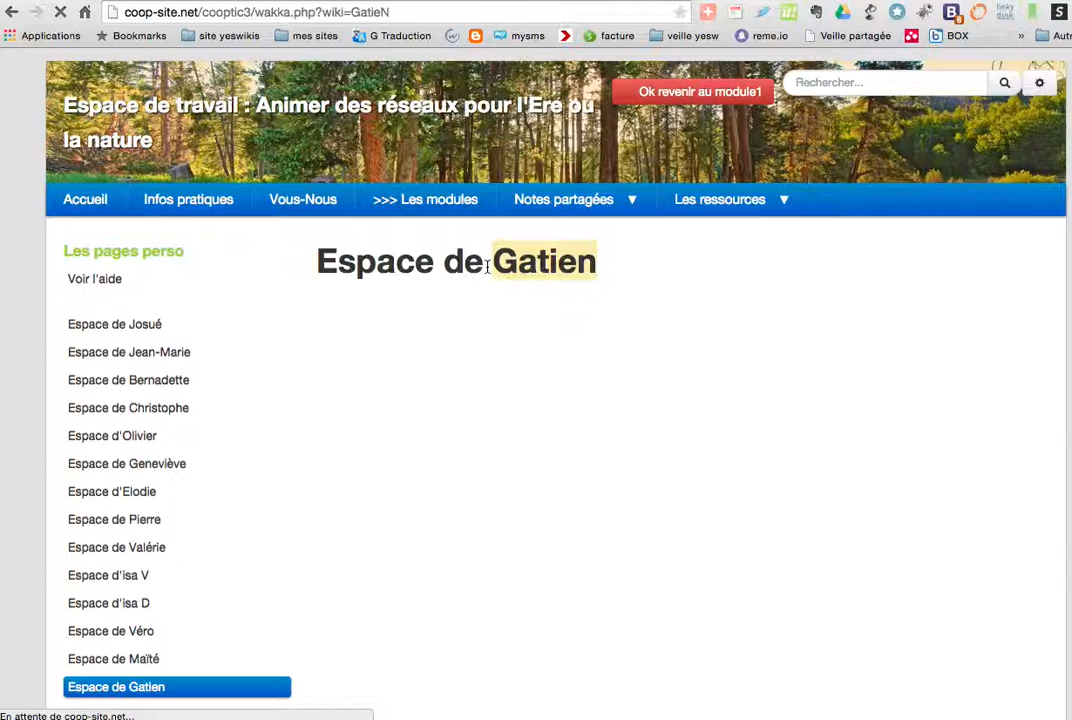 coop-site.net/cooptic3/wakka.php?wiki=GatieN
Applications Bookmarks site yeswikis mes sites G Traduction mysms facture veille yesw reme.io Veille partagée BOX » Autr
Espace de travail : Animer des réseaux pour l'Ere ou
la nature
Ok revenir au module1
Rechercher...
Accueil Infos pratiques Vous-Nous >>> Les modules Notes partagées ▼ Les ressources ▼
Les pages perso
Voir l'aide
Espace de Gatien
Espace de Josué
Espace de Jean-Marie
Espace de Bernadette
Espace de Christophe
Espace d'Olivier
Espace de Geneviève
Espace d'Elodie
Espace de Pierre
Espace de Valérie
Espace d'isa V
Espace d'isa D
Espace de Véro
Espace de Maïté
Espace de Gatien
En attente de coop-site.net...